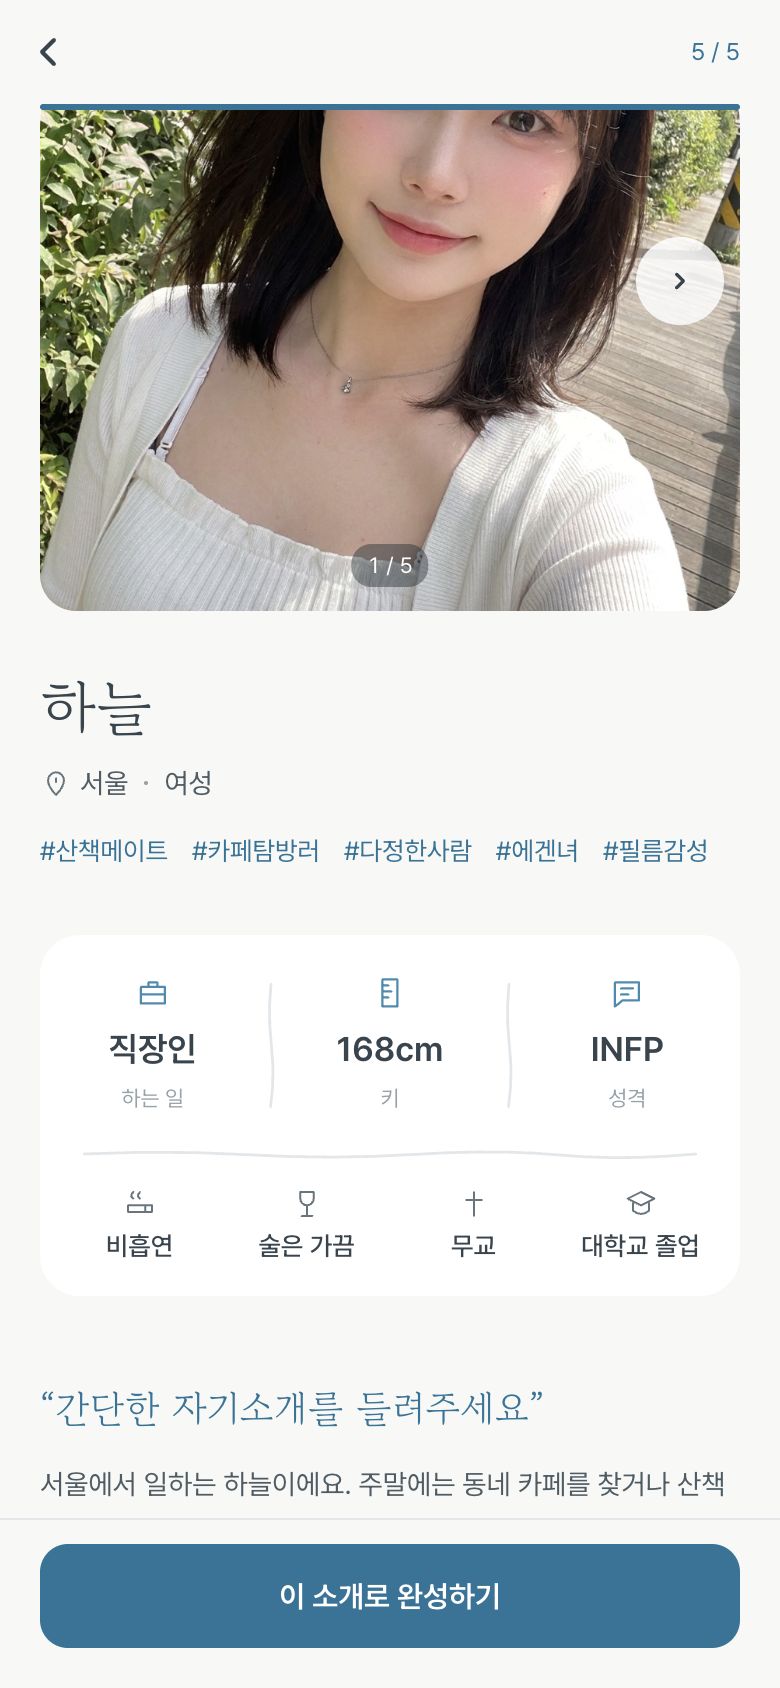 5 / 5
1 / 5
하늘
서울 · 여성
#산책메이트 #카페탐방러 #다정한사람 #에겐녀 #필름감성
직장인 168cm INFP
하는 일 키 성격
비흡연 술은 가끔 무교 대학교 졸업
“간단한 자기소개를 들려주세요”
서울에서 일하는 하늘이에요. 주말에는 동네 카페를 찾거나 산책
이 소개로 완성하기